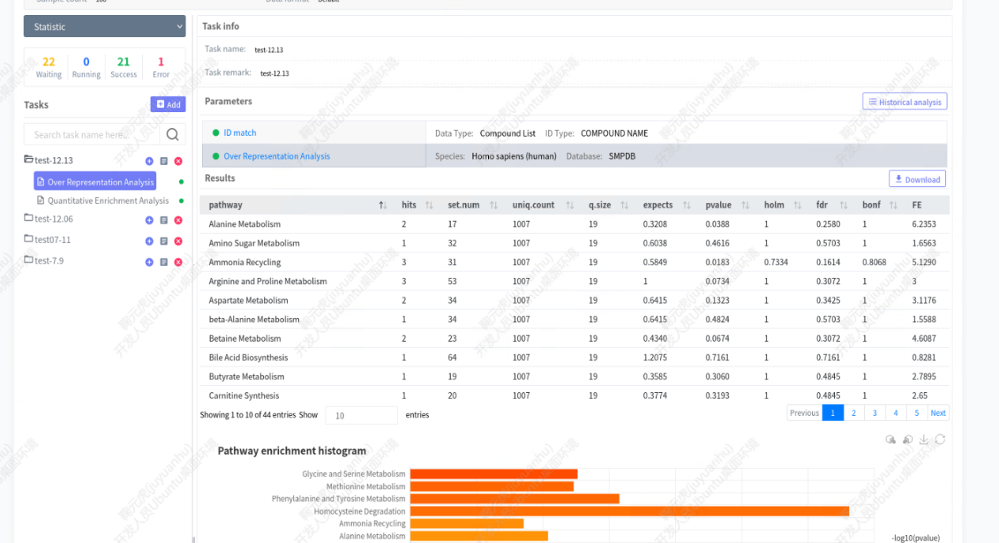 Sample count 168
Data format Default
Statistic
22 0 21 1
Waiting Running Success Error
Tasks
Add
Search task name here...
test-12.13
Over Representation Analysis
Quantitative Enrichment Analysis
test-12.06
test07-11
test-7.9
Task info
Task name: test-12.13
Task remark: test-12.13
Parameters
Historical analysis
ID match Data Type: Compound List ID Type: COMPOUND NAME
Over Representation Analysis Species: Homo sapiens (human) Database: SMPDB
Results
Download
pathway hits set.num uniq.count q.size expects pvalue holm fdr bonf FE
Alanine Metabolism 2 17 1007 19 0.3208 0.0388 1 0.2580 1 6.2353
Amino Sugar Metabolism 1 32 1007 19 0.6038 0.4616 1 0.5703 1 1.6563
Ammonia Recycling 3 31 1007 19 0.5849 0.0183 0.7334 0.1614 0.8068 5.1290
Arginine and Proline Metabolism 3 53 1007 19 1 0.0734 1 0.3072 1 3
Aspartate Metabolism 2 34 1007 19 0.6415 0.1323 1 0.3425 1 3.1176
beta-Alanine Metabolism 1 34 1007 19 0.6415 0.4824 1 0.5703 1 1.5588
Betaine Metabolism 2 23 1007 19 0.4340 0.0674 1 0.3072 1 4.6087
Bile Acid Biosynthesis 1 64 1007 19 1.2075 0.7161 1 0.7161 1 0.8281
Butyrate Metabolism 1 19 1007 19 0.3585 0.3060 1 0.4845 1 2.7895
Carnitine Synthesis 1 20 1007 19 0.3774 0.3193 1 0.4845 1 2.65
Showing 1 to 10 of 44 entries Show 10 entries
Previous 1 2 3 4 5 Next
Pathway enrichment histogram
Glycine and Serine Metabolism
Methionine Metabolism
Phenylalanine and Tyrosine Metabolism
Homocysteine Degradation
Ammonia Recycling
Alanine Metabolism
-log10(pvalue)